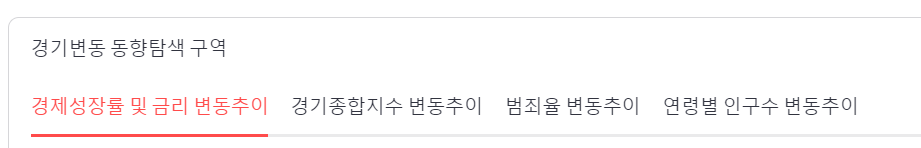 경기변동 동향탐색 구역
경제성장률 및 금리 변동추이 경기종합지수 변동추이 범죄율 변동추이 연령별 인구수 변동추이